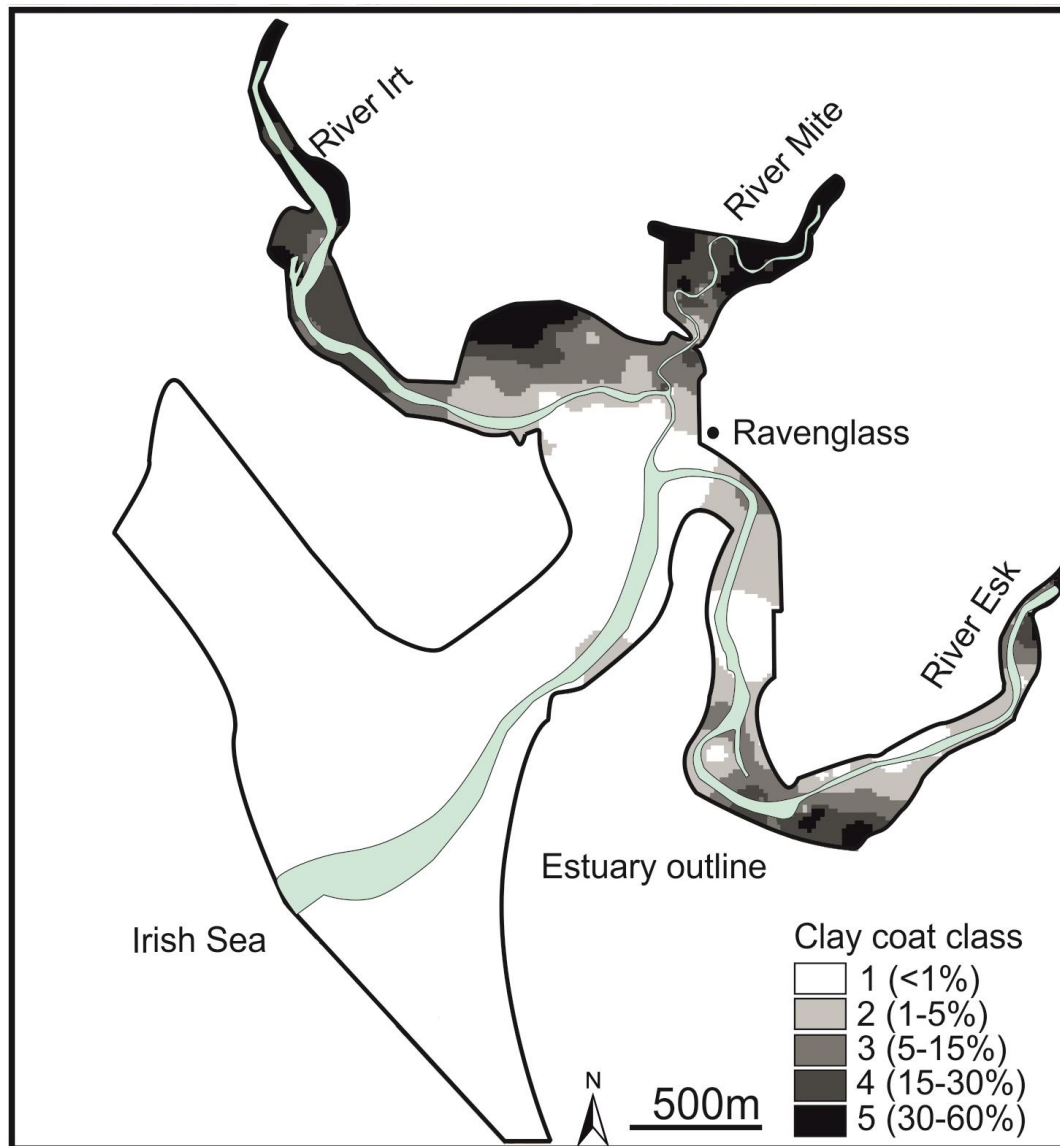 River Irt
River Mite
Ravenglass
River Esk
Estuary outline
Irish Sea
Clay coat class
1 (<1%)
2 (1-5%)
3 (5-15%)
4 (15-30%)
5 (30-60%)
N
500m